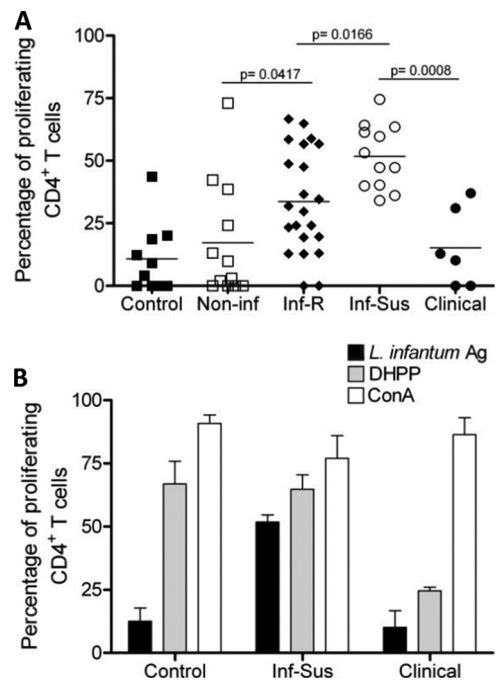 A
Percentage of proliferating
CD4⁺ T cells
100
75
50
25
0
p= 0.0166
p= 0.0417
p= 0.0008
Control Non-inf Inf-R Inf-Sus Clinical
L. infantum Ag
DHPP
ConA
B
Percentage of proliferating
CD4⁺ T cells
100
75
50
25
0
Control Inf-Sus Clinical